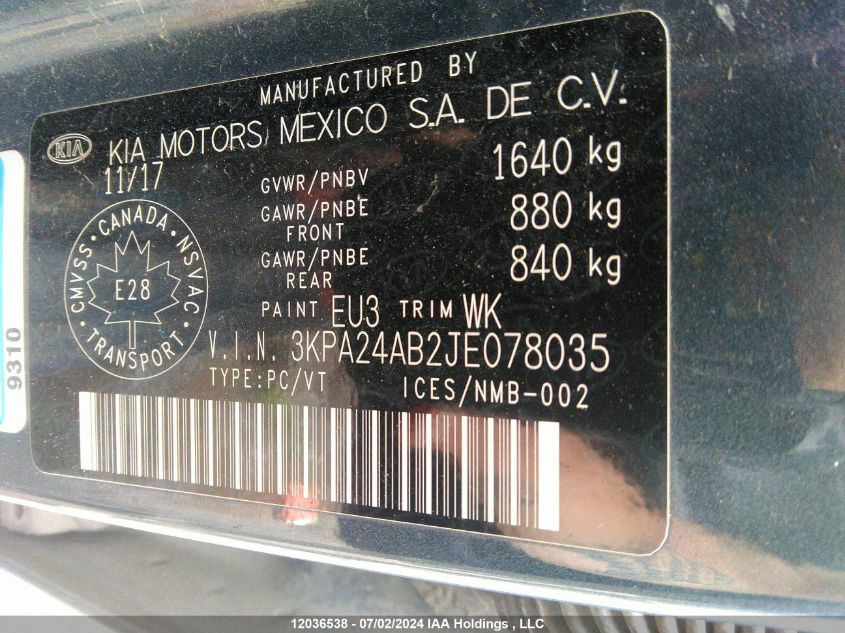 MANUFACTURED BY
KIA KIA MOTORS MEXICO S.A. DE C.V.
11/17 GVWR/PNBV 1640 kg
GAWR/PNBE FRONT 880 kg
GAWR/PNBE REAR 840 kg
CMVSS · CANADA · NSVAC · TRANSPORT ·
E28
PAINT EU3 TRIM WK
V.I.N. 3KPA24AB2JE078035
TYPE:PC/VT ICES/NMB-002
9310
12036538 - 07/02/2024 IAA Holdings , LLC